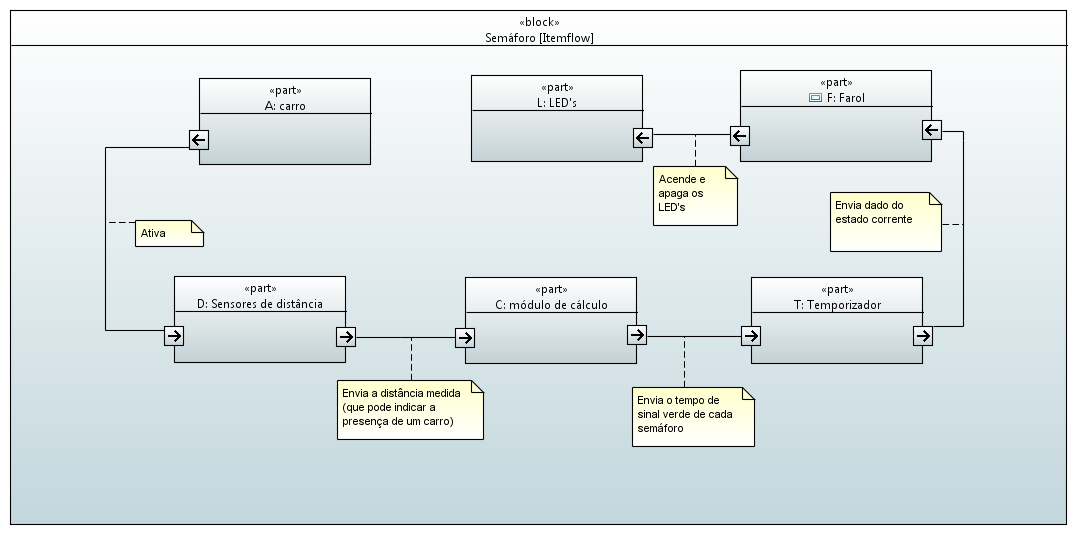 «block»
Semáforo [Itemflow]
«part»
A: carro
«part»
L: LED's
«part»
F: Farol
Acende e
apaga os
LED's
Envia dado do
estado corrente
Ativa
«part»
D: Sensores de distância
«part»
C: módulo de cálculo
«part»
T: Temporizador
Envia a distância medida
(que pode indicar a
presença de um carro)
Envia o tempo de
sinal verde de cada
semáforo